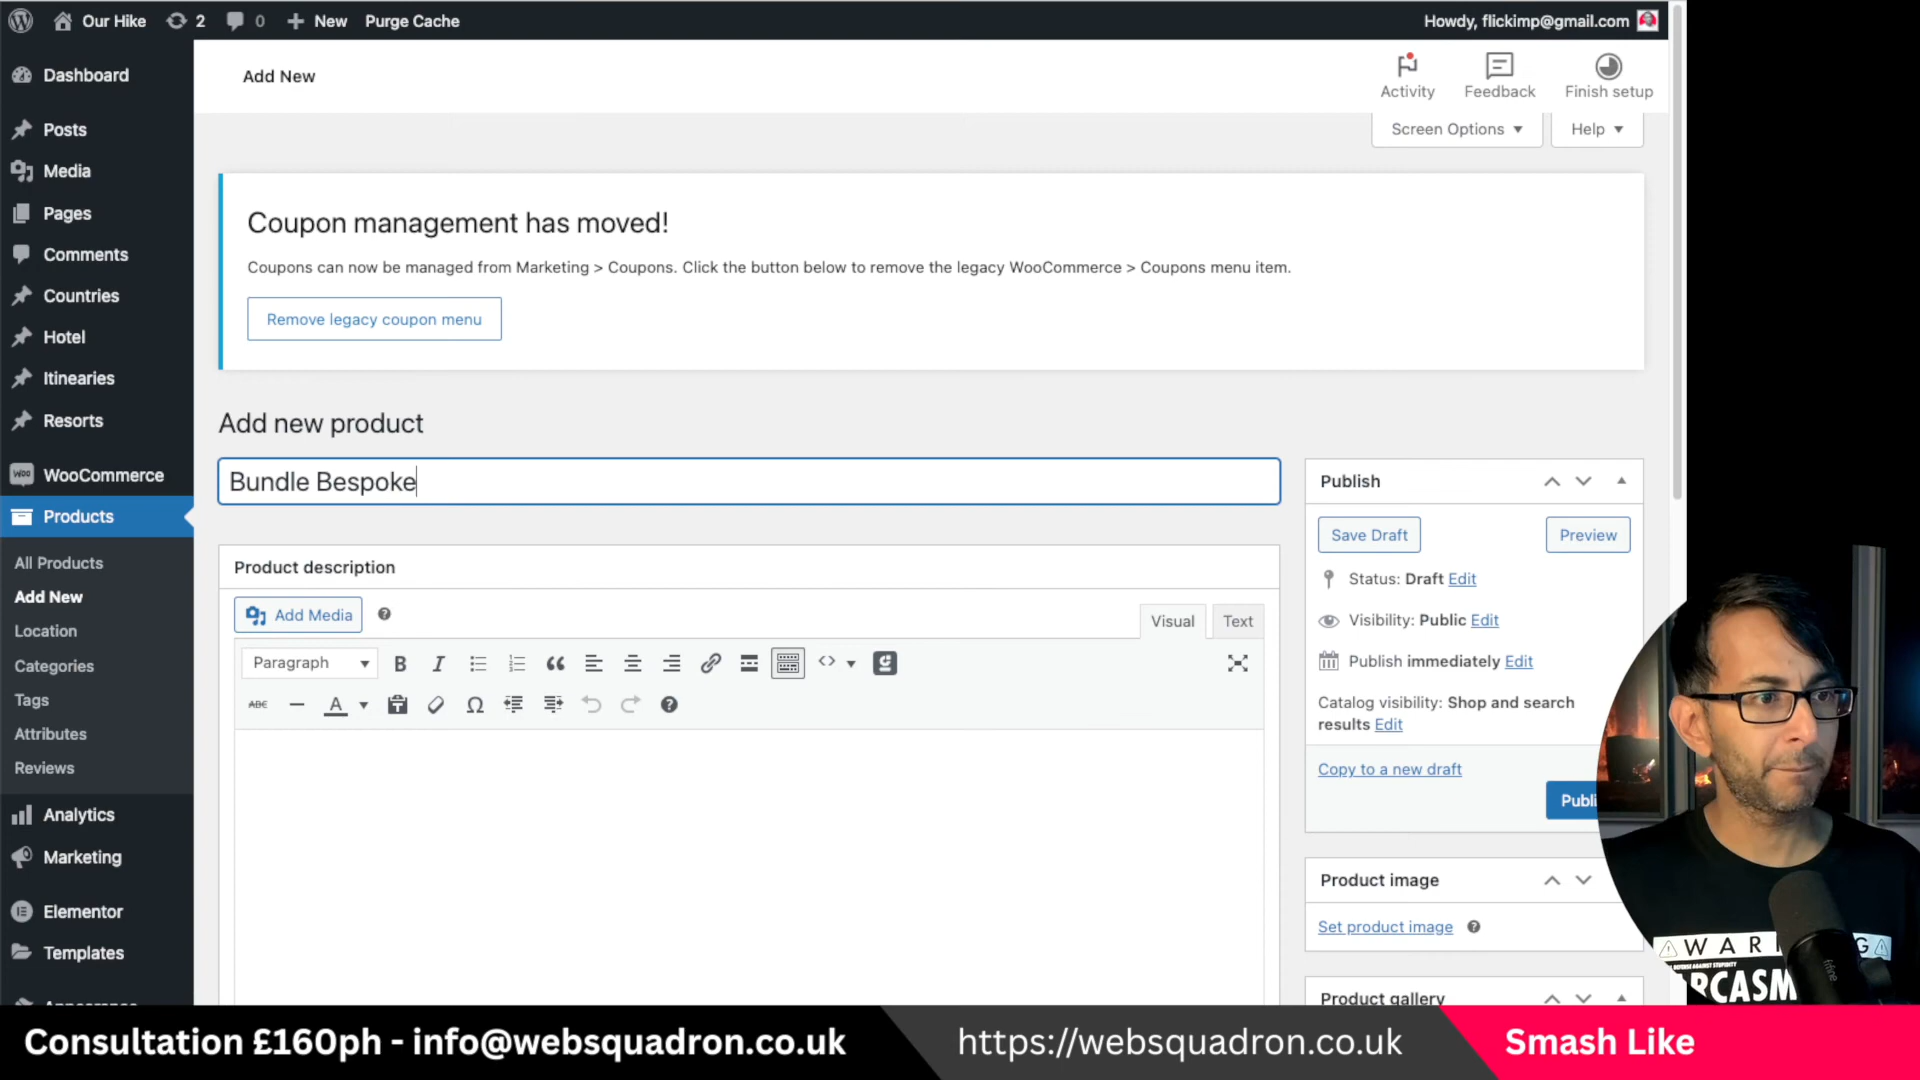 Our Hike 2 0 New Purge Cache Howdy, flickimp@gmail.com
Add New
Activity Feedback Finish setup
Screen Options Help
Dashboard
Posts
Media
Pages
Comments
Countries
Hotel
Itinearies
Resorts
WooCommerce
Products
All Products
Add New
Location
Categories
Tags
Attributes
Reviews
Analytics
Marketing
Elementor
Templates
Coupon management has moved!
Coupons can now be managed from Marketing > Coupons. Click the button below to remove the legacy WooCommerce > Coupons menu item.
Remove legacy coupon menu
Add new product
Bundle Bespoke
Product description
Add Media
Visual Text
Paragraph
Publish
Save Draft Preview
Status: Draft Edit
Visibility: Public Edit
Publish immediately Edit
Catalog visibility: Shop and search
results Edit
Copy to a new draft
Publi
Product image
Set product image
Product gallery
Consultation £160ph - info@websquadron.co.uk
https://websquadron.co.uk
Smash Like